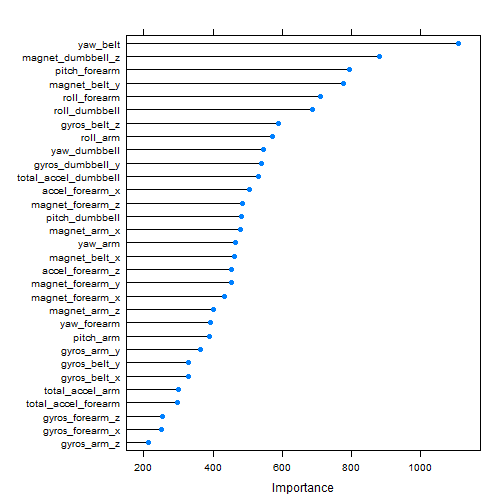 yaw_belt
magnet_dumbbell_z
pitch_forearm
magnet_belt_y
roll_forearm
roll_dumbbell
gyros_belt_z
roll_arm
yaw_dumbbell
gyros_dumbbell_y
total_accel_dumbbell
accel_forearm_x
magnet_forearm_z
pitch_dumbbell
magnet_arm_x
yaw_arm
magnet_belt_x
accel_forearm_z
magnet_forearm_y
magnet_forearm_x
magnet_arm_z
yaw_forearm
pitch_arm
gyros_arm_y
gyros_belt_y
gyros_belt_x
total_accel_arm
total_accel_forearm
gyros_forearm_z
gyros_forearm_x
gyros_arm_z
200 400 600 800 1000
Importance